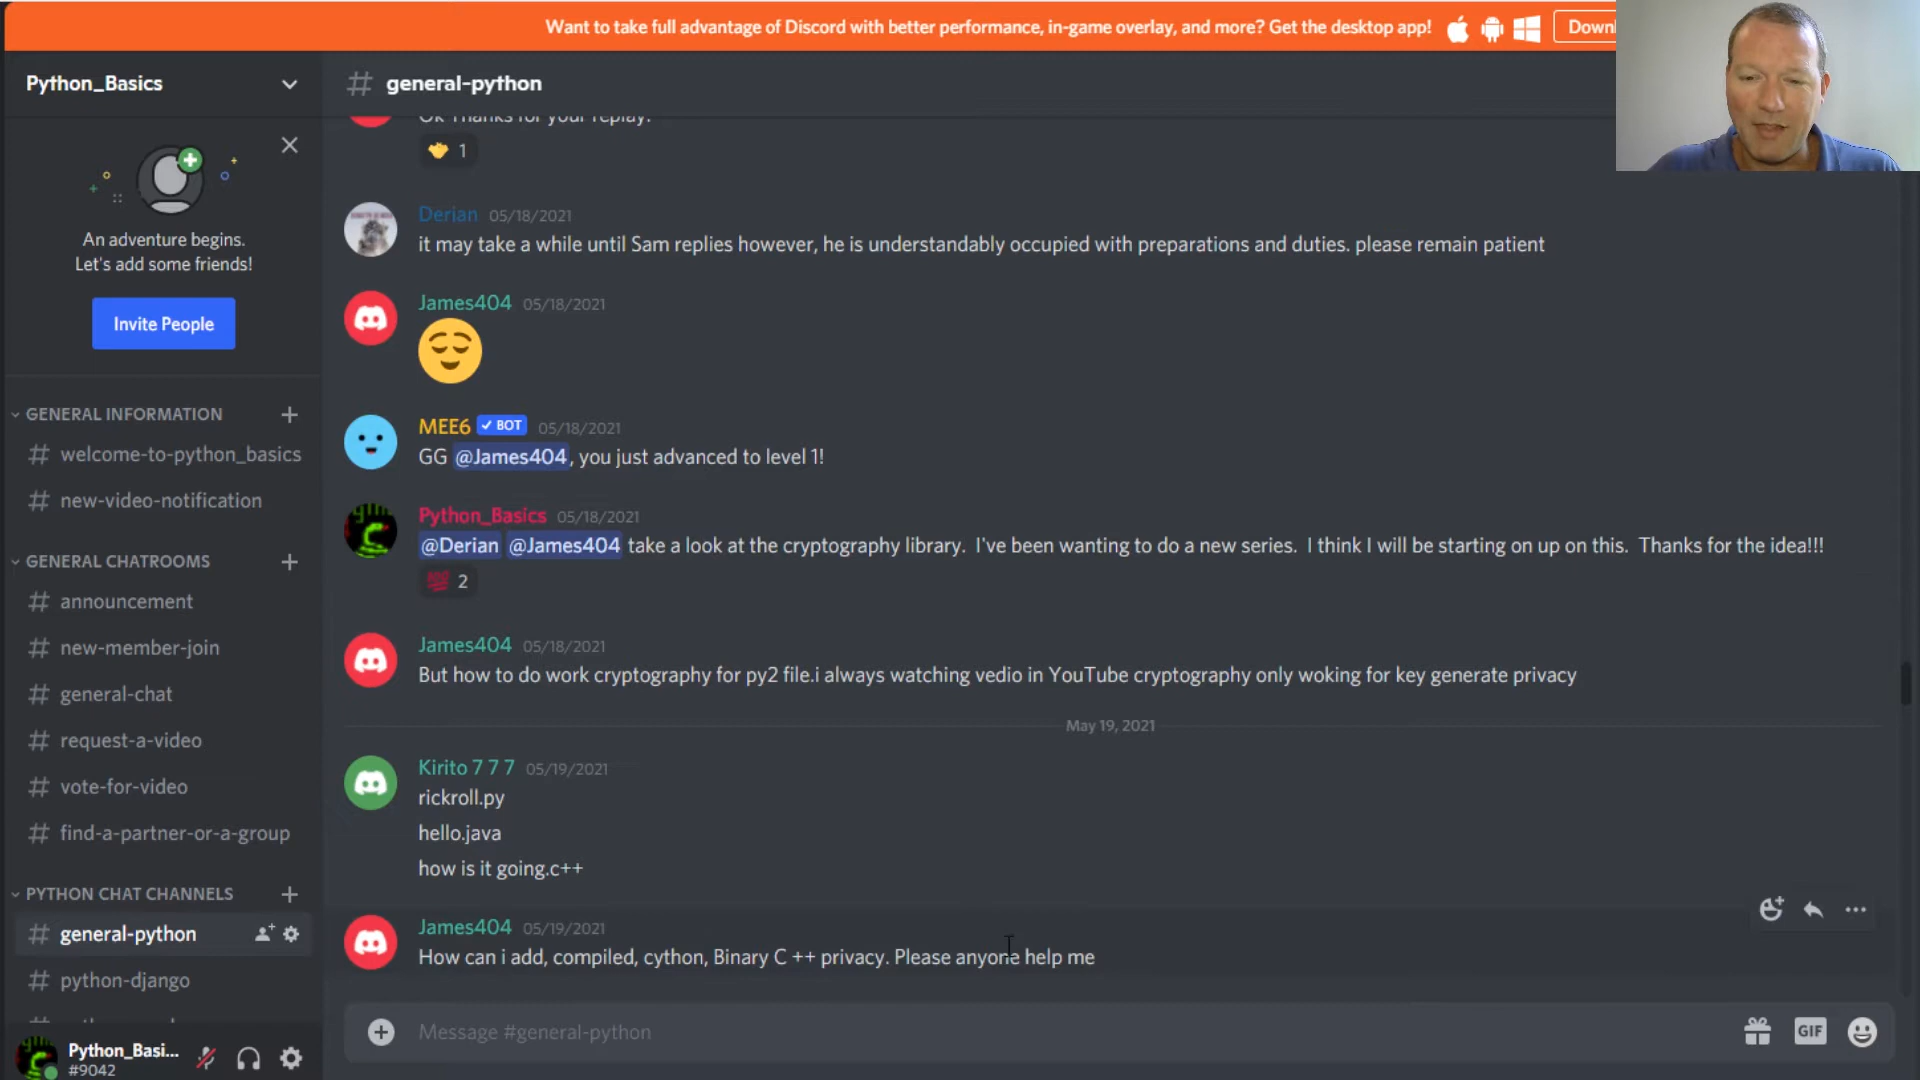 Want to take full advantage of Discord with better performance, in-game overlay, and more? Get the desktop app!
Python_Basics
# general-python
Ok Thanks for your replay.
1
An adventure begins.
Let's add some friends!
Invite People
Derian 05/18/2021
it may take a while until Sam replies however, he is understandably occupied with preparations and duties. please remain patient
James404 05/18/2021
MEE6 BOT 05/18/2021
GG @James404, you just advanced to level 1!
Python_Basics 05/18/2021
@Derian @James404 take a look at the cryptography library. I've been wanting to do a new series. I think I will be starting on up on this. Thanks for the idea!!!
2
James404 05/18/2021
But how to do work cryptography for py2 file.i always watching vedio in YouTube cryptography only woking for key generate privacy
May 19, 2021
Kirito 7 7 7 05/19/2021
rickroll.py
hello.java
how is it going.c++
James404 05/19/2021
How can i add, compiled, cython, Binary C ++ privacy. Please anyone help me
Message #general-python
GIF
GENERAL INFORMATION
# welcome-to-python_basics
# new-video-notification
GENERAL CHATROOMS
# announcement
# new-member-join
# general-chat
# request-a-video
# vote-for-video
# find-a-partner-or-a-group
PYTHON CHAT CHANNELS
# general-python
# python-django
Python_Basi...
#9042